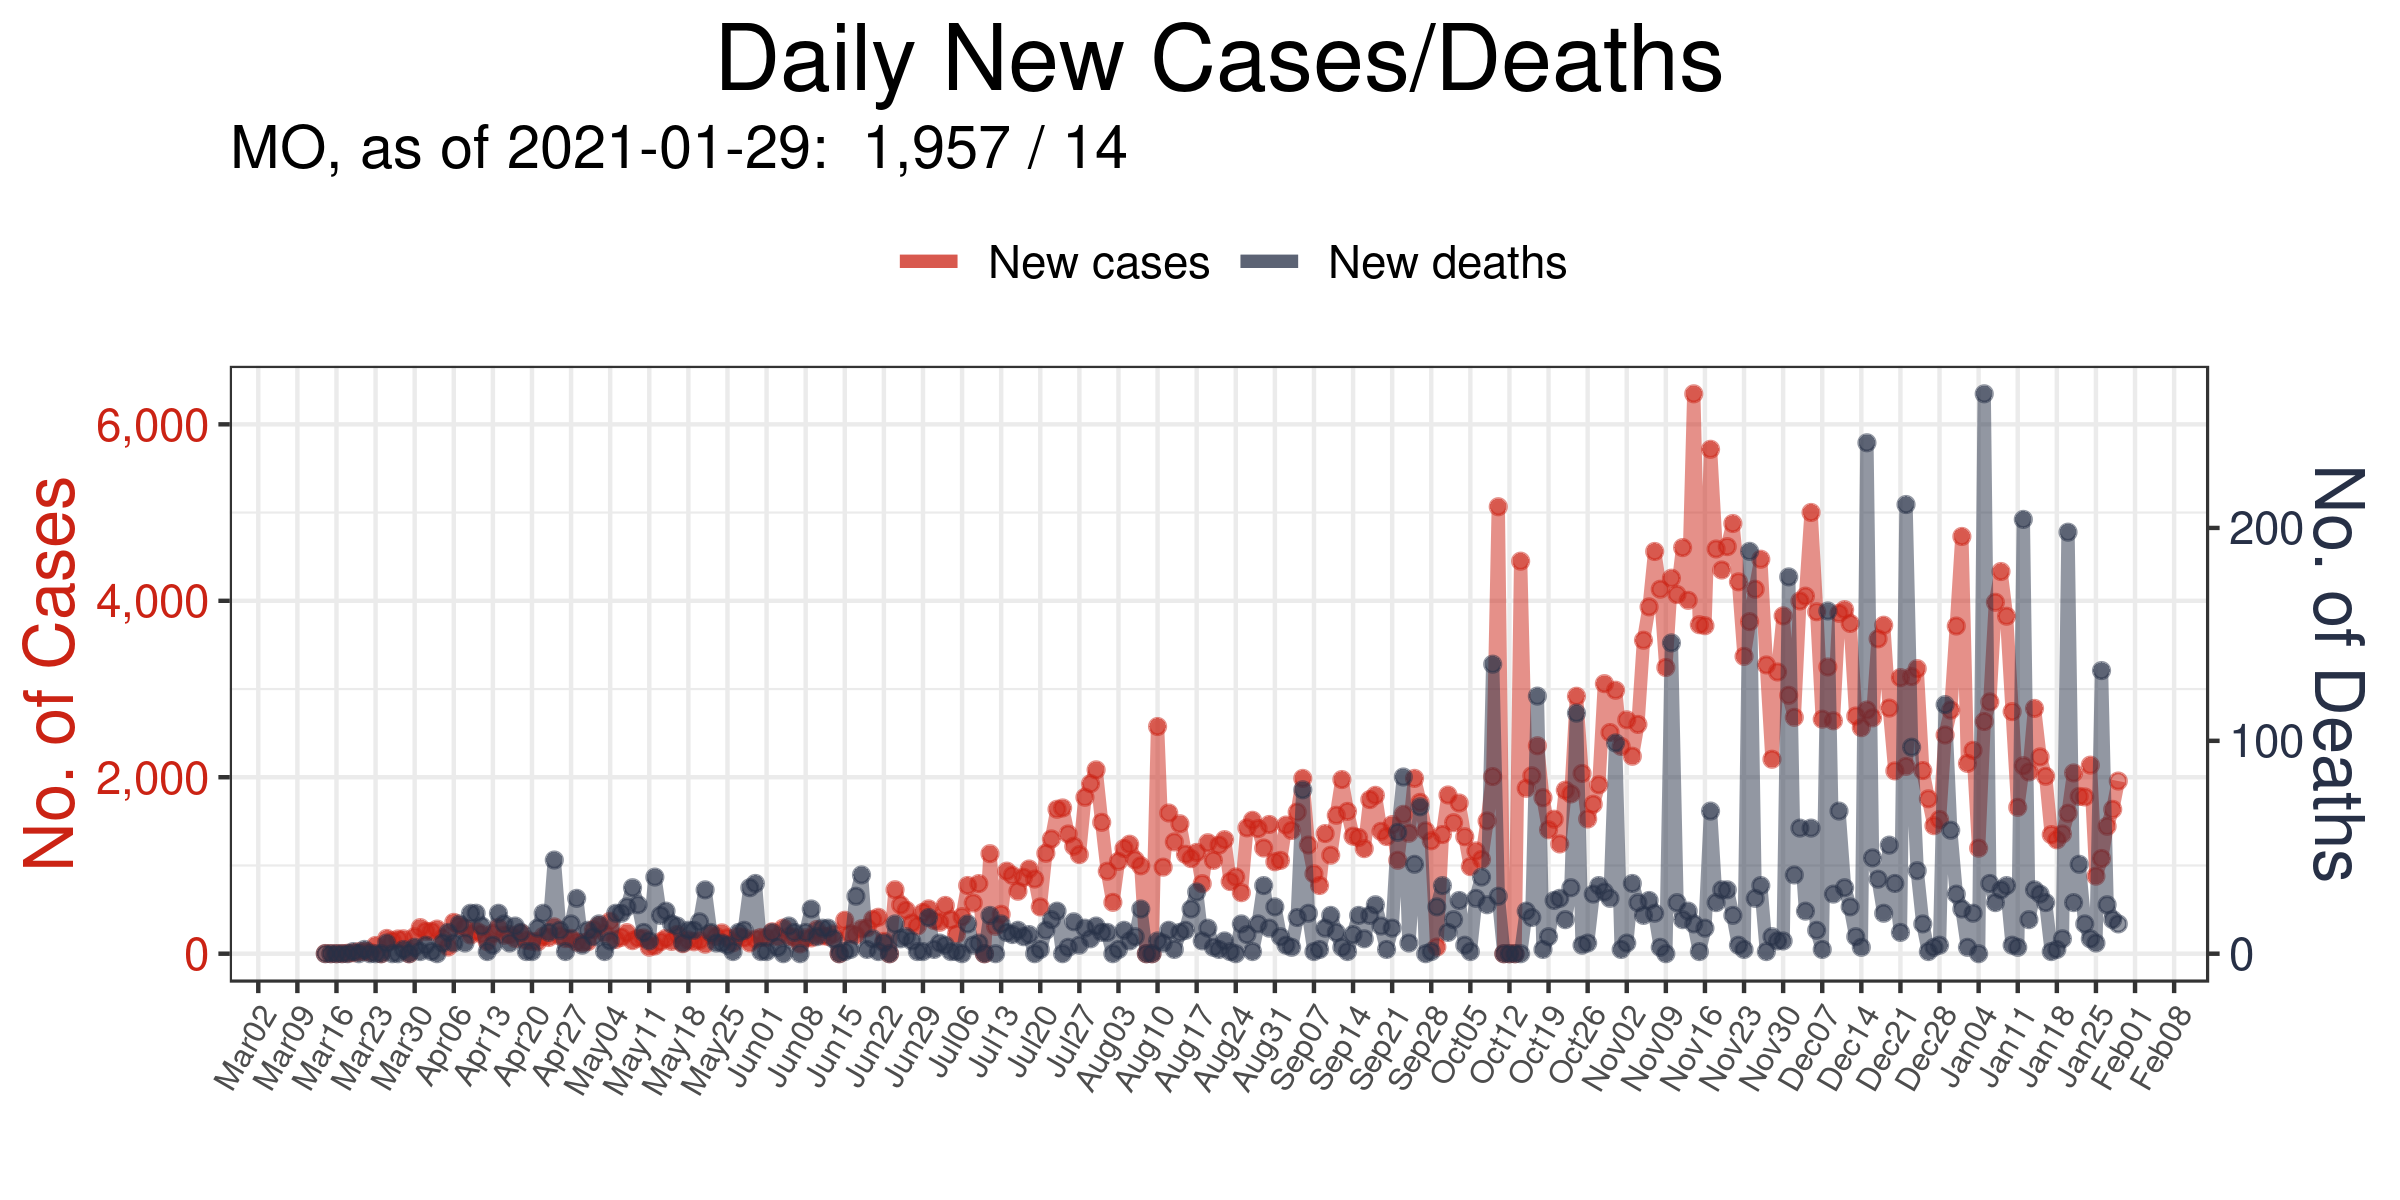 Daily New Cases/Deaths
MO, as of 2021-01-29: 1,957 / 14
New cases
New deaths
No. of Cases
6,000
4,000
2,000
0
No. of Deaths
200
100
0
Mar02
Mar09
Mar16
Mar23
Mar30
Apr06
Apr13
Apr20
Apr27
May04
May11
May18
May25
Jun01
Jun08
Jun15
Jun22
Jun29
Jul06
Jul13
Jul20
Jul27
Aug03
Aug10
Aug17
Aug24
Aug31
Sep07
Sep14
Sep21
Sep28
Oct05
Oct12
Oct19
Oct26
Nov02
Nov09
Nov16
Nov23
Nov30
Dec07
Dec14
Dec21
Dec28
Jan04
Jan11
Jan18
Jan25
Feb01
Feb08